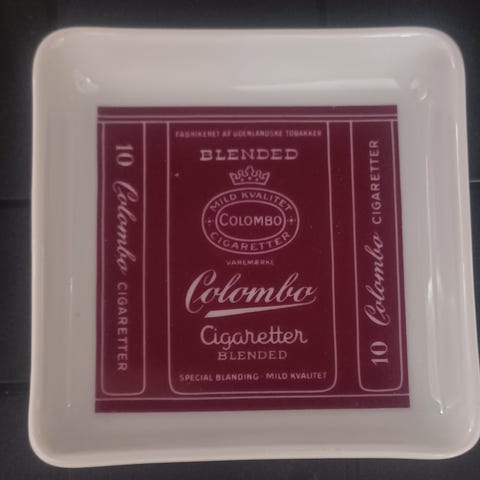 FABRIKERET AF UDENLANDSKE TOBAKKER
BLENDED
MILD KVALITET
COLOMBO
CIGARETTER
VAREMÆRKE
Colombo
Cigaretter
BLENDED
SPECIAL BLANDING · MILD KVALITET
10 Colombo CIGARETTER
10 Colombo CIGARETTER